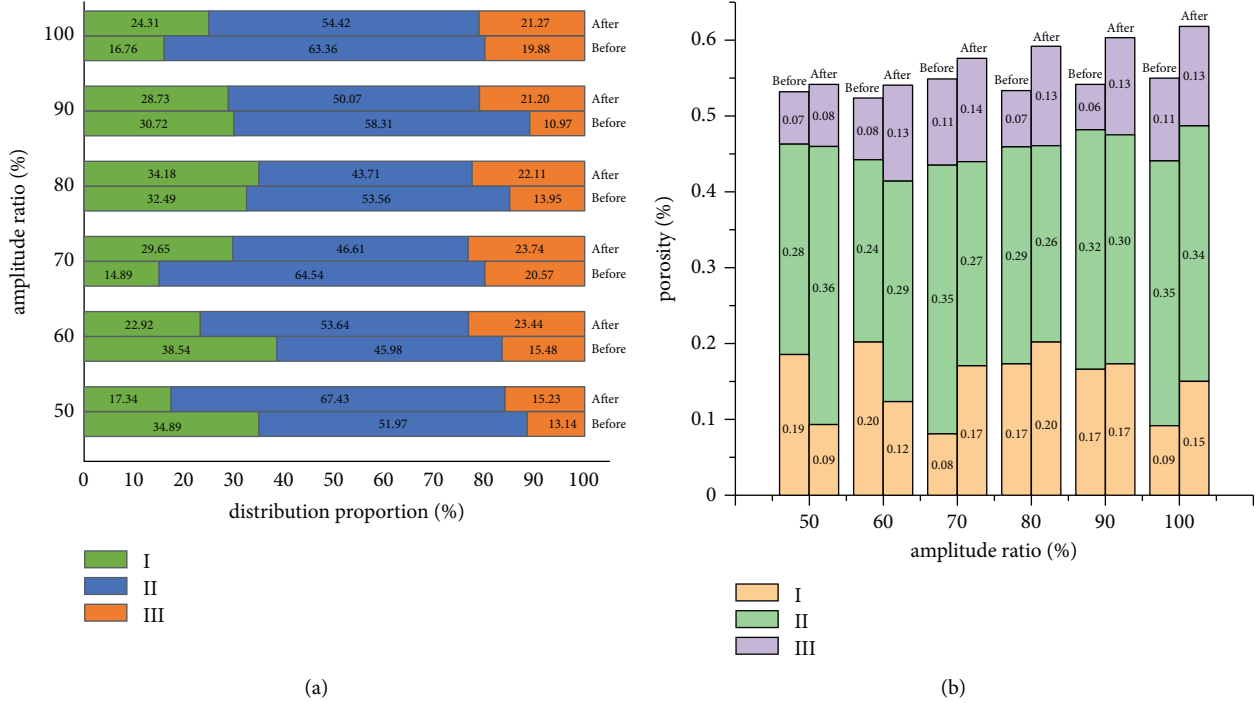 100
24.31 54.42 21.27 After
16.76 63.36 19.88 Before
90
28.73 50.07 21.20 After
30.72 58.31 10.97 Before
80
34.18 43.71 22.11 After
32.49 53.56 13.95 Before
70
29.65 46.61 23.74 After
14.89 64.54 20.57 Before
60
22.92 53.64 23.44 After
38.54 45.98 15.48 Before
50
17.34 67.43 15.23 After
34.89 51.97 13.14 Before
amplitude ratio (%)
0 10 20 30 40 50 60 70 80 90 100
distribution proportion (%)
I
II
III
(a)
0.6
0.5
0.4
0.3
0.2
0.1
0
porosity (%)
Before After Before After Before After Before After Before After Before After
0.07 0.08 0.08 0.13 0.11 0.14 0.07 0.13 0.06 0.13 0.11 0.13
0.28 0.36 0.24 0.29 0.35 0.27 0.29 0.26 0.32 0.30 0.35 0.34
0.19 0.09 0.20 0.12 0.08 0.17 0.17 0.20 0.17 0.17 0.09 0.15
50 60 70 80 90 100
amplitude ratio (%)
I
II
III
(b)